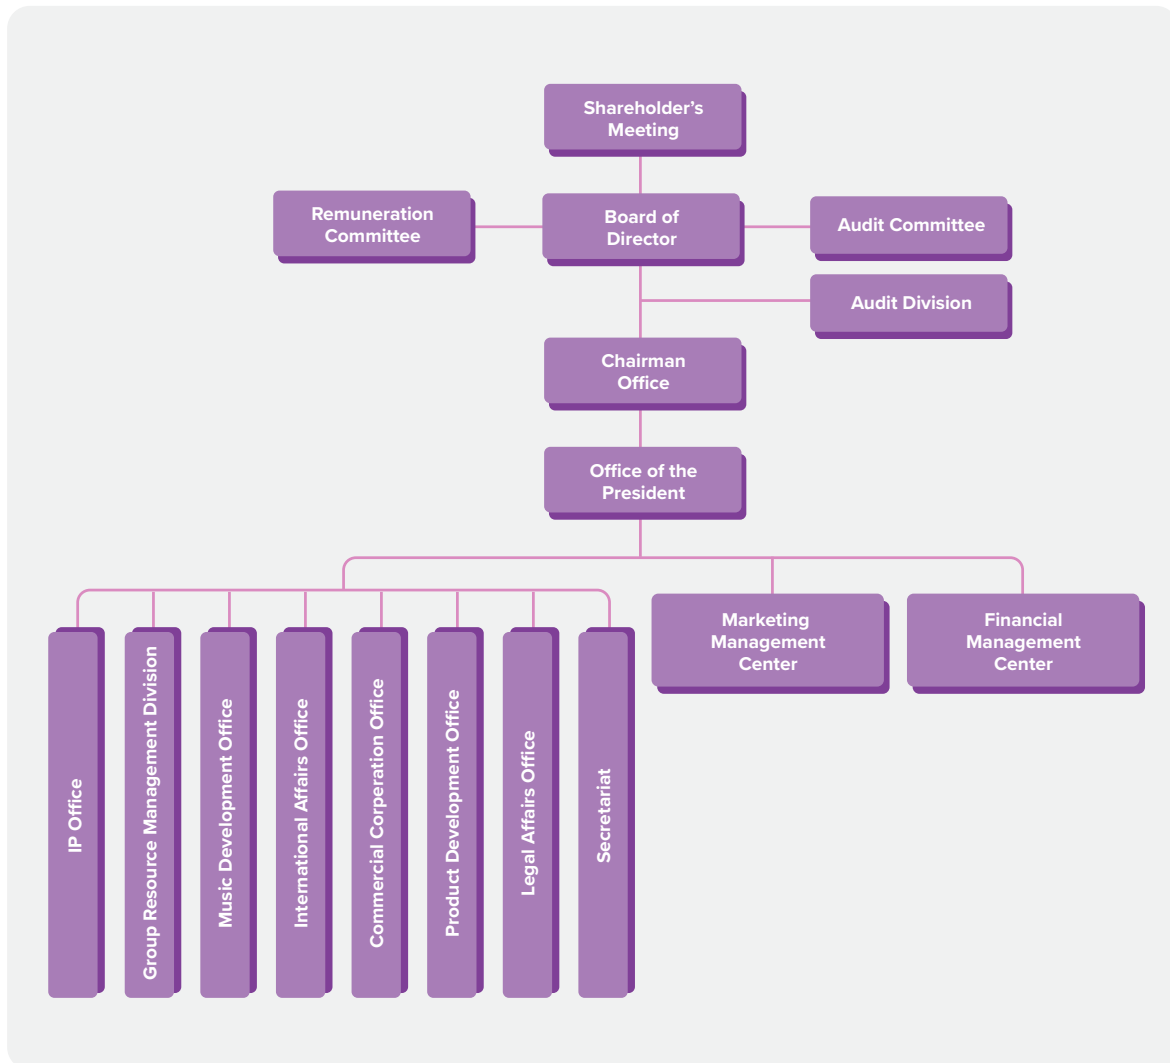 Shareholder’s
Meeting
Remuneration
Committee
Board of
Director
Audit Committee
Audit Division
Chairman
Office
Office of the
President
Marketing
Management
Center
Financial
Management
Center
IP Office
Group Resource Management Division
Music Development Office
International Affairs Office
Commercial Corperation Office
Product Development Office
Legal Affairs Office
Secretariat